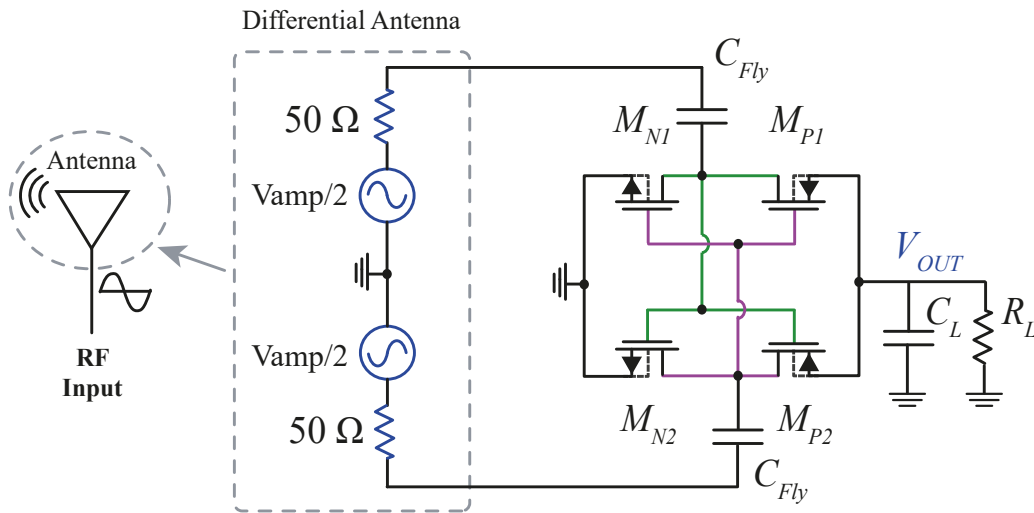 Differential Antenna
Antenna
RF
Input
50 Ω
Vamp/2
Vamp/2
50 Ω
C_Fly
M_N1
M_P1
M_N2
M_P2
C_Fly
V_OUT
C_L
R_L